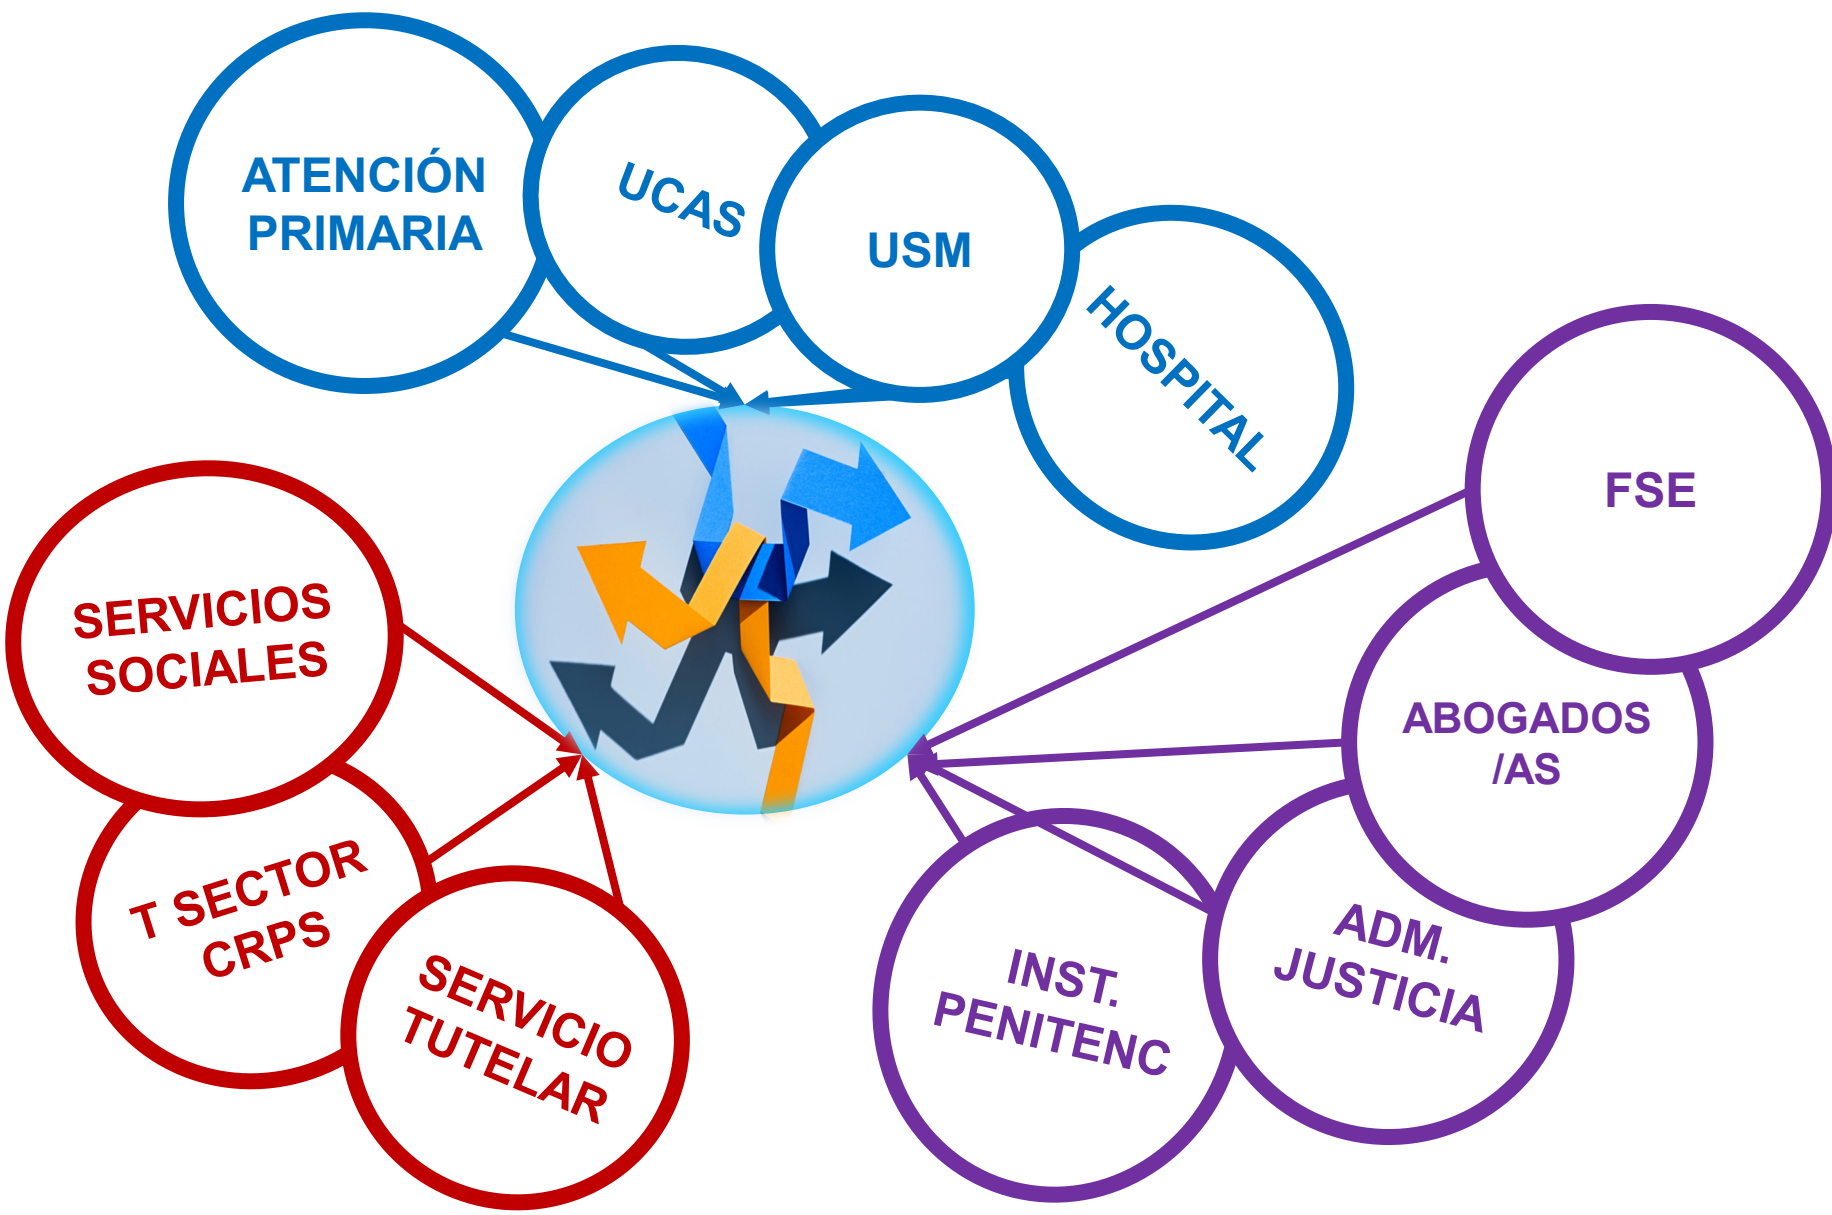 ATENCIÓN
PRIMARIA
UCAS
USM
HOSPITAL
FSE
ABOGADOS
/AS
ADM.
JUSTICIA
INST.
PENITENC
SERVICIOS
SOCIALES
T SECTOR
CRPS
SERVICIO
TUTELAR